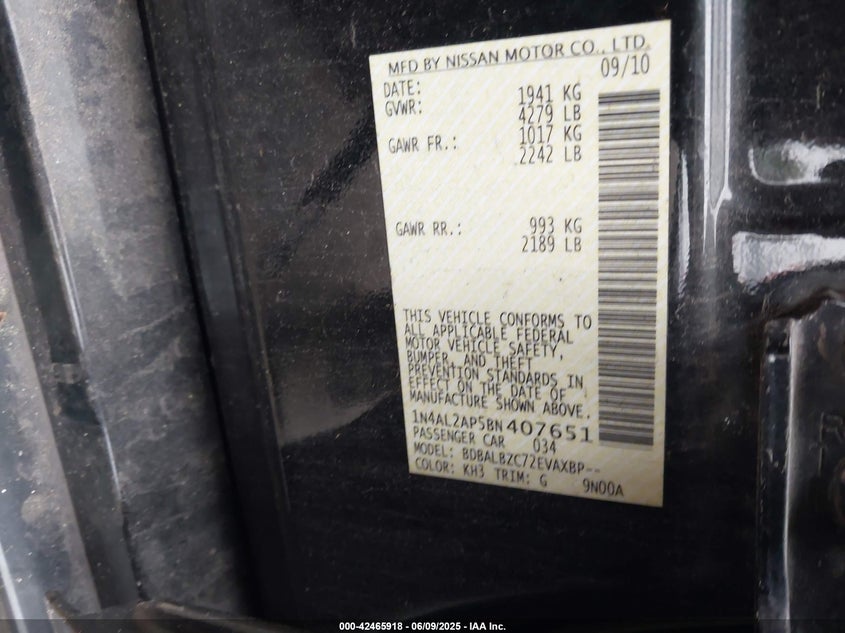 MFD BY NISSAN MOTOR CO., LTD.
DATE: 09/10
GVWR: 1941 KG
4279 LB
GAWR FR.: 1017 KG
2242 LB
GAWR RR.: 993 KG
2189 LB
THIS VEHICLE CONFORMS TO
ALL APPLICABLE FEDERAL
MOTOR VEHICLE SAFETY,
BUMPER, AND THEFT
PREVENTION STANDARDS IN
EFFECT ON THE DATE OF
MANUFACTURE SHOWN ABOVE.
1N4AL2AP5BN407651
PASSENGER CAR 034
MODEL: BDBALBZC72EVAXBP--
COLOR: KH3 TRIM: G 9N00A
000-42465918 - 06/09/2025 - IAA Inc.